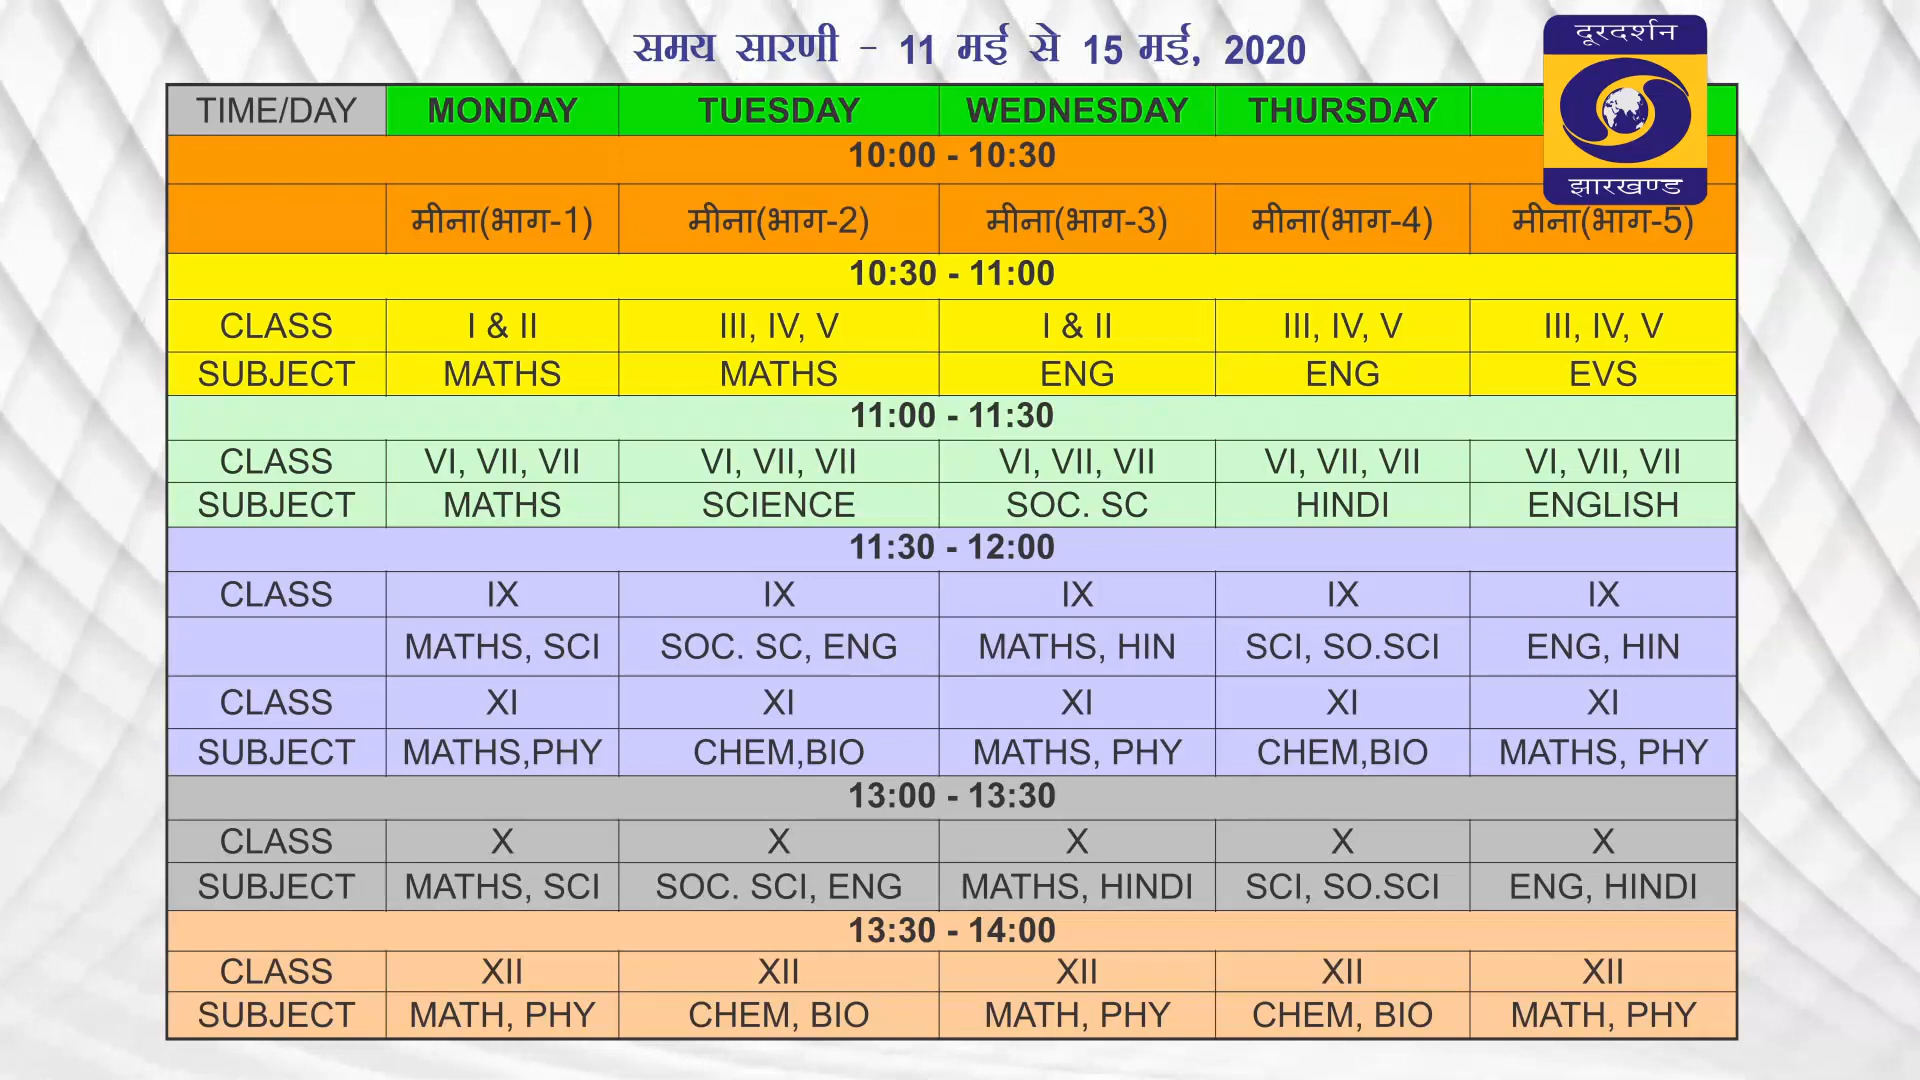 समय सारणी - 11 मई से 15 मई, 2020
दूरदर्शन
झारखण्ड
TIME/DAY MONDAY TUESDAY WEDNESDAY THURSDAY
10:00 - 10:30
मीना(भाग-1) मीना(भाग-2) मीना(भाग-3) मीना(भाग-4) मीना(भाग-5)
10:30 - 11:00
CLASS I & II III, IV, V I & II III, IV, V III, IV, V
SUBJECT MATHS MATHS ENG ENG EVS
11:00 - 11:30
CLASS VI, VII, VII VI, VII, VII VI, VII, VII VI, VII, VII VI, VII, VII
SUBJECT MATHS SCIENCE SOC. SC HINDI ENGLISH
11:30 - 12:00
CLASS IX IX IX IX IX
MATHS, SCI SOC. SC, ENG MATHS, HIN SCI, SO.SCI ENG, HIN
CLASS XI XI XI XI XI
SUBJECT MATHS,PHY CHEM,BIO MATHS, PHY CHEM,BIO MATHS, PHY
13:00 - 13:30
CLASS X X X X X
SUBJECT MATHS, SCI SOC. SCI, ENG MATHS, HINDI SCI, SO.SCI ENG, HINDI
13:30 - 14:00
CLASS XII XII XII XII XII
SUBJECT MATH, PHY CHEM, BIO MATH, PHY CHEM, BIO MATH, PHY